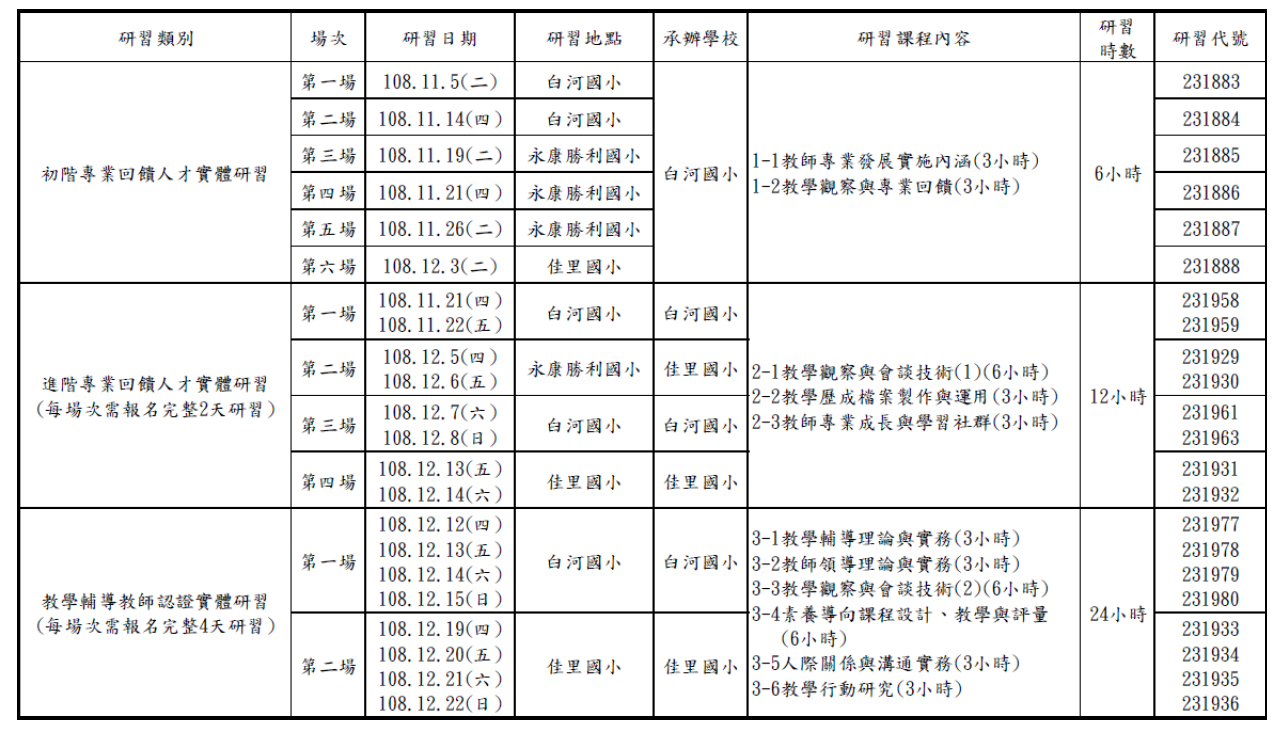 研習類別 場次 研習日期 研習地點 承辦學校 研習課程內容 研習時數 研習代號
初階專業回饋人才實體研習
第一場 108.11.5(二) 白河國小 231883
第二場 108.11.14(四) 白河國小 231884
第三場 108.11.19(二) 永康勝利國小 231885
第四場 108.11.21(四) 永康勝利國小 231886
第五場 108.11.26(二) 永康勝利國小 231887
第六場 108.12.3(二) 佳里國小 231888
白河國小
1-1教師專業發展實施內涵(3小時)
1-2教學觀察與專業回饋(3小時)
6小時
進階專業回饋人才實體研習
(每場次需報名完整2天研習)
第一場 108.11.21(四) 白河國小 白河國小 231958
108.11.22(五) 231959
第二場 108.12.5(四) 永康勝利國小 佳里國小 231929
108.12.6(五) 231930
第三場 108.12.7(六) 白河國小 白河國小 231961
108.12.8(日) 231963
第四場 108.12.13(五) 佳里國小 佳里國小 231931
108.12.14(六) 231932
2-1教學觀察與會談技術(1)(6小時)
2-2教學歷成檔案製作與運用(3小時)
2-3教師專業成長與學習社群(3小時)
12小時
教學輔導教師認證實體研習
(每場次需報名完整4天研習)
第一場 108.12.12(四) 白河國小 白河國小 231977
108.12.13(五) 231978
108.12.14(六) 231979
108.12.15(日) 231980
第二場 108.12.19(四) 佳里國小 佳里國小 231933
108.12.20(五) 231934
108.12.21(六) 231935
108.12.22(日) 231936
3-1教學輔導理論與實務(3小時)
3-2教師領導理論與實務(3小時)
3-3教學觀察與會談技術(2)(6小時)
3-4素養導向課程設計、教學與評量
(6小時)
3-5人際關係與溝通實務(3小時)
3-6教學行動研究(3小時)
24小時